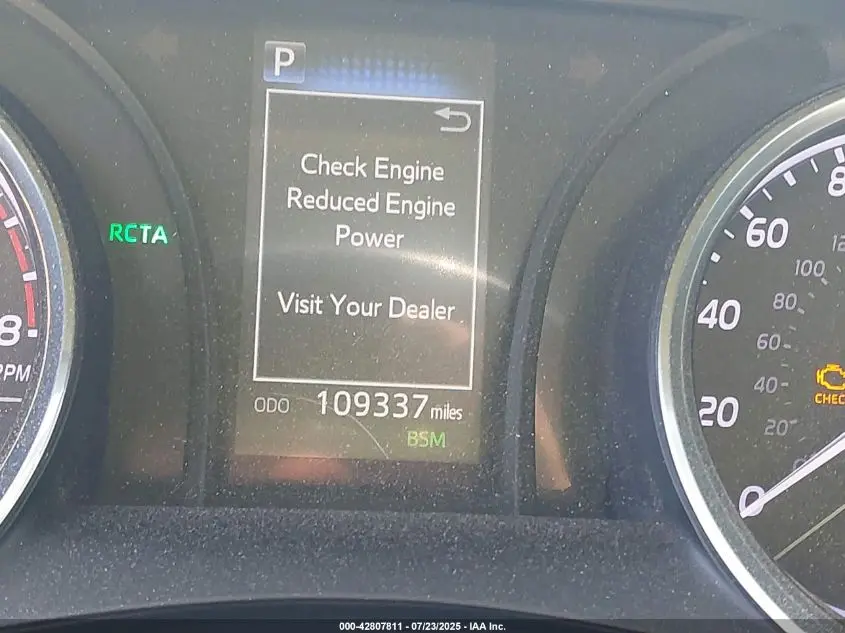 P
Check Engine
Reduced Engine
Power
Visit Your Dealer
RCTA
ODO 109337 miles
BSM
8
60
40
20
0
100
80
60
40
20
CHEC
000-42807811 - 07/23/2025 - IAA Inc.